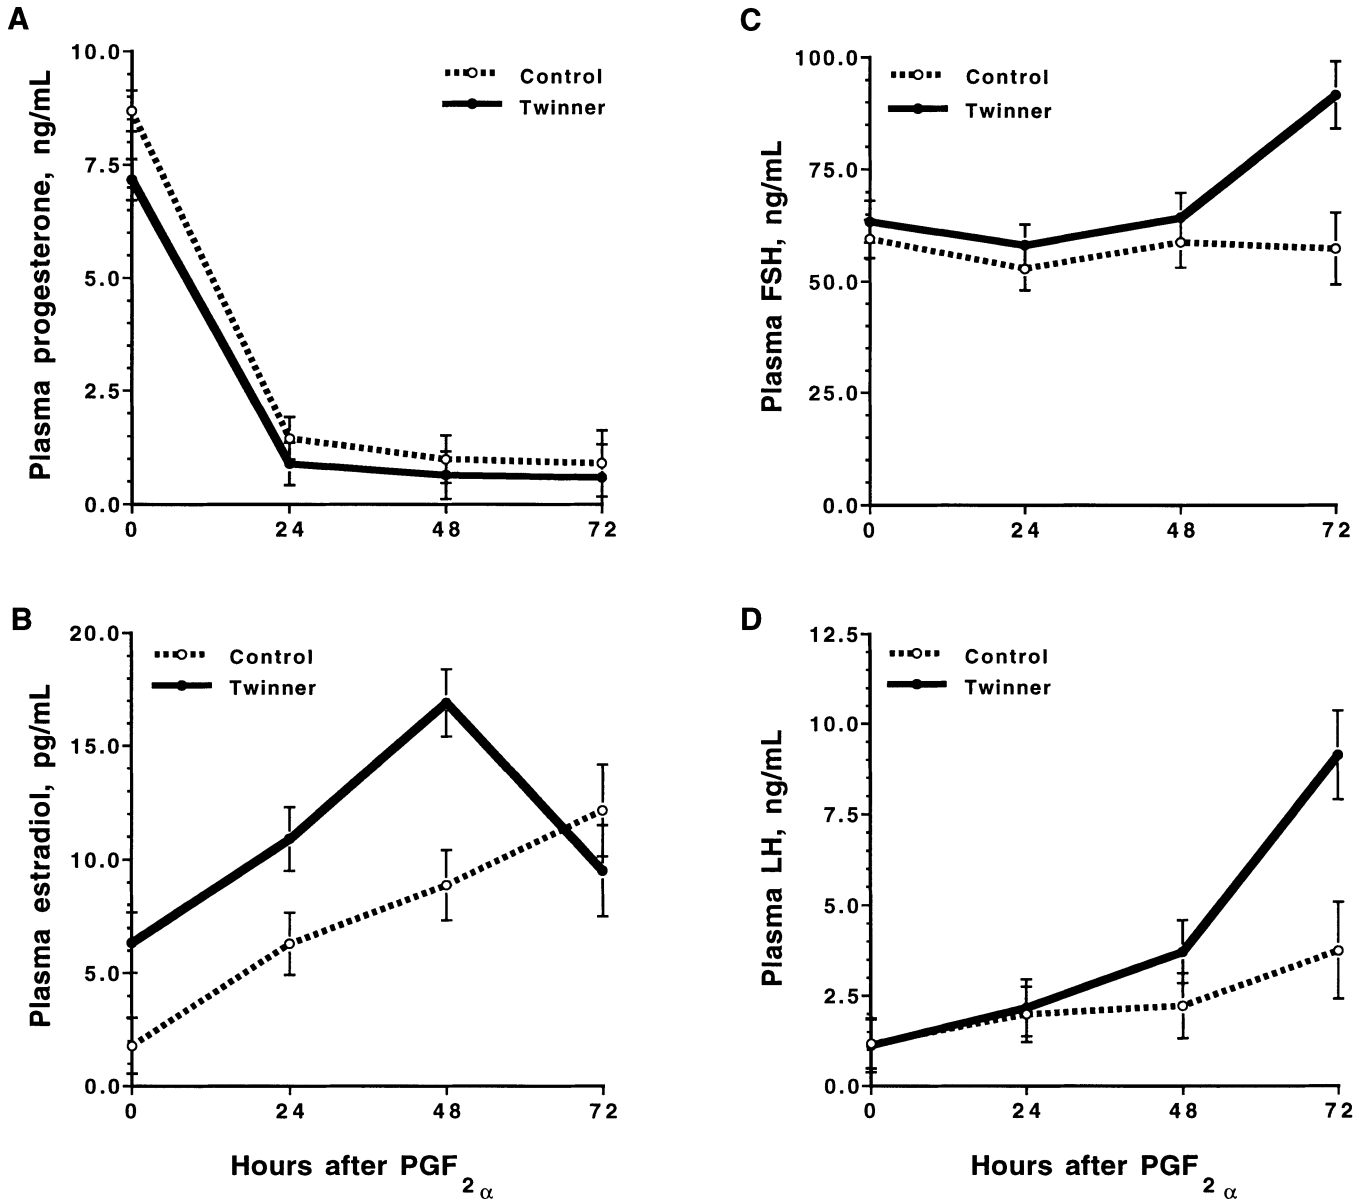 A
Plasma progesterone, ng/mL
10.0
7.5
5.0
2.5
0.0
0 24 48 72
Control
Twinner
C
Plasma FSH, ng/mL
100.0
75.0
50.0
25.0
0.0
0 24 48 72
Control
Twinner
B
Plasma estradiol, pg/mL
20.0
15.0
10.0
5.0
0.0
0 24 48 72
Control
Twinner
Hours after PGF2α
D
Plasma LH, ng/mL
12.5
10.0
7.5
5.0
2.5
0.0
0 24 48 72
Control
Twinner
Hours after PGF2α